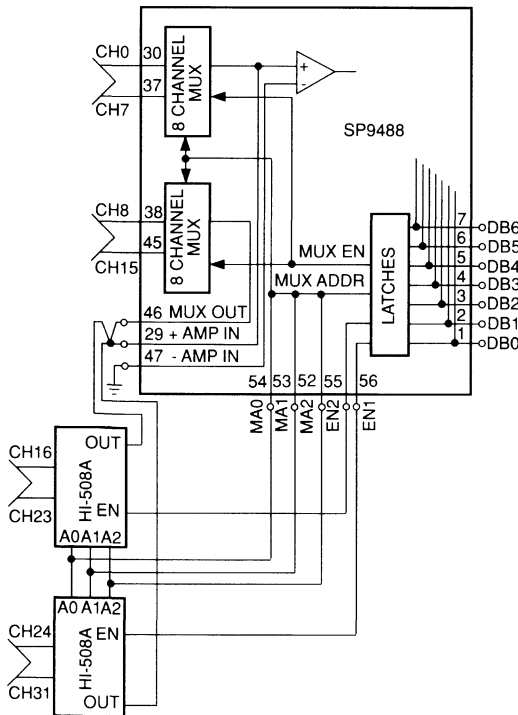 CH0
30
37
CH7
8 CHANNEL
MUX
+
-
SP9488
CH8
38
45
CH15
8 CHANNEL
MUX
MUX EN
MUX ADDR
LATCHES
7
DB6
6
DB5
5
DB4
4
DB3
3
DB2
2
DB1
1
DB0
46 MUX OUT
29 + AMP IN
47 - AMP IN
54 53 52 55 56
MA0
MA1
MA2
EN2
EN1
CH16
CH23
OUT
HI-508A
EN
A0 A1 A2
A0 A1 A2
CH24
CH31
HI-508A
EN
OUT